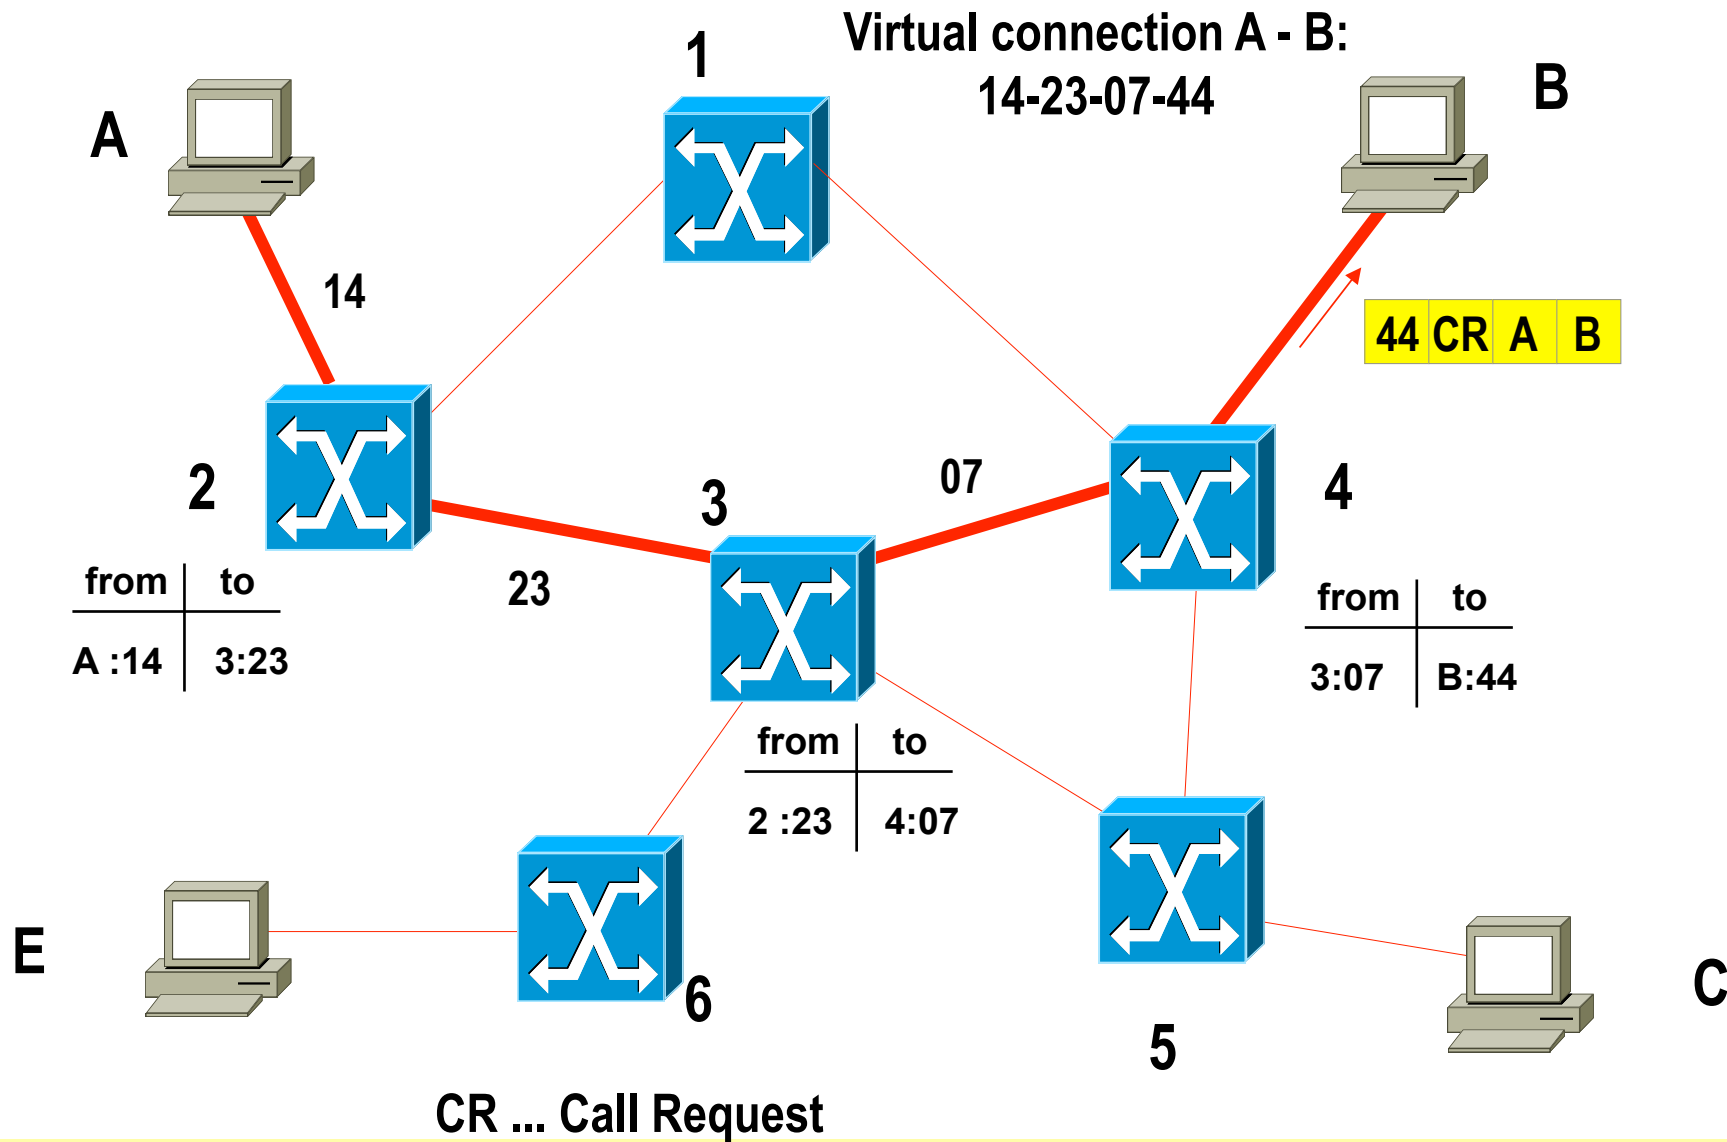 Virtual connection A - B:
14-23-07-44
1
A
B
14
44 CR A B
2
3
07
4
23
from to
A :14 3:23
from to
3:07 B:44
from to
2 :23 4:07
E
6
C
5
CR ... Call Request